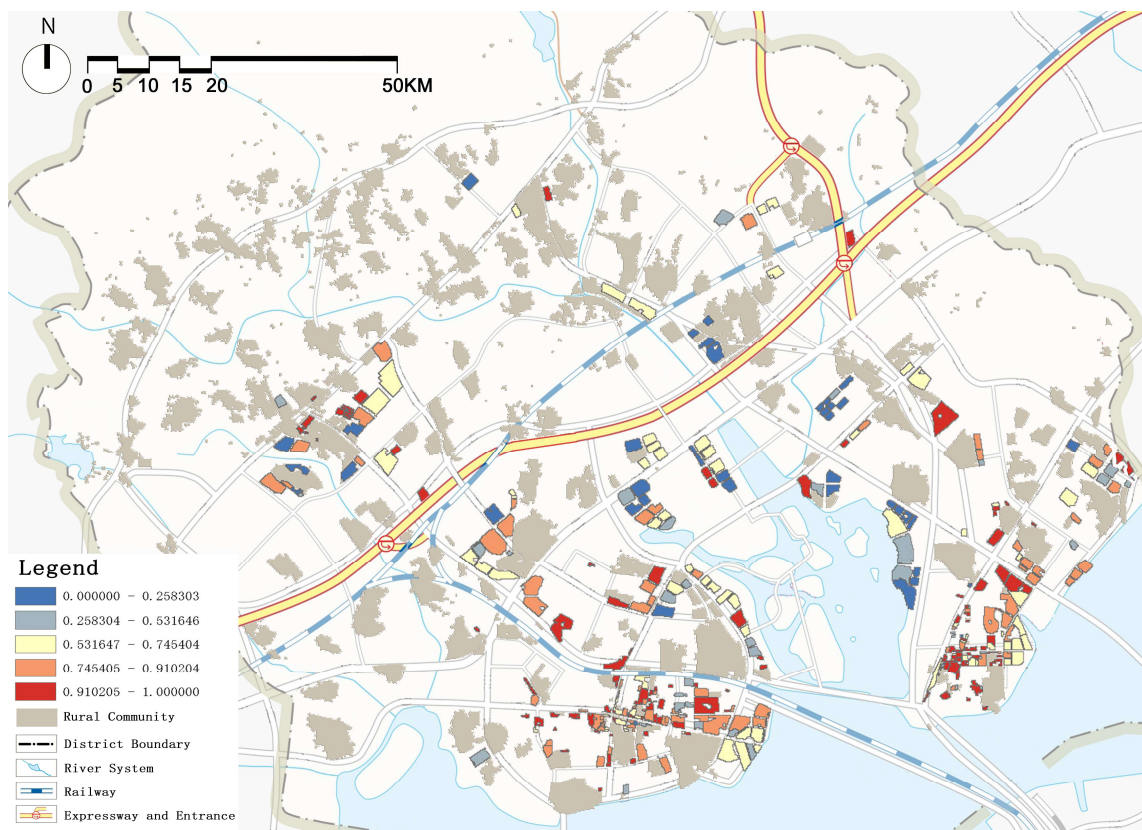 N
0 5 10 15 20 50KM
Legend
0.000000 - 0.258303
0.258304 - 0.531646
0.531647 - 0.745404
0.745405 - 0.910204
0.910205 - 1.000000
Rural Community
District Boundary
River System
Railway
Expressway and Entrance